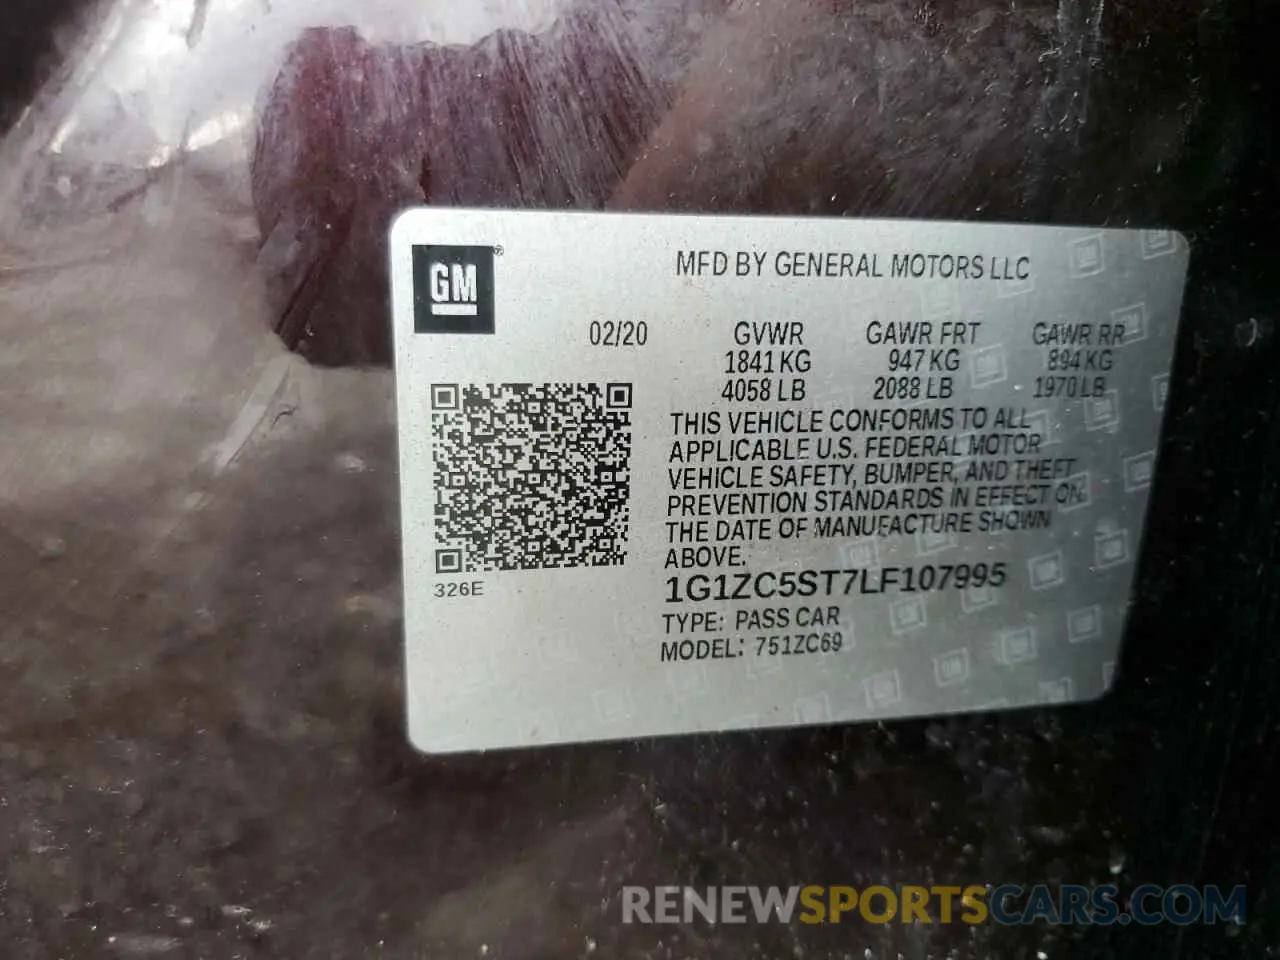 GM®
MFD BY GENERAL MOTORS LLC
02/20 GVWR GAWR FRT GAWR RR
1841 KG 947 KG 894 KG
4058 LB 2088 LB 1970 LB
THIS VEHICLE CONFORMS TO ALL
APPLICABLE U.S. FEDERAL MOTOR
VEHICLE SAFETY, BUMPER, AND THEFT
PREVENTION STANDARDS IN EFFECT ON
THE DATE OF MANUFACTURE SHOWN
ABOVE.
326E
1G1ZC5ST7LF107995
TYPE: PASS CAR
MODEL: 751ZC69
RENEWSPORTSCARS.COM